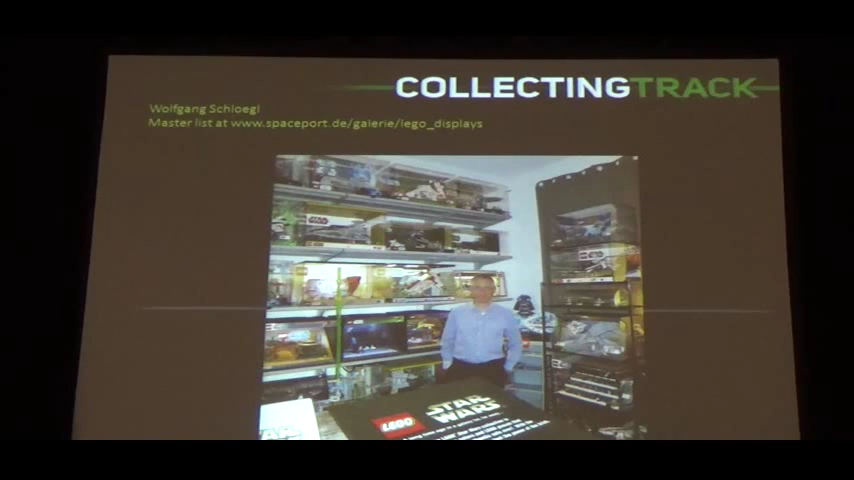 COLLECTINGTRACK
Wolfgang Schloegl
Master list at www.spaceport.de/galerie/lego_displays
STAR
WARS
LEGO